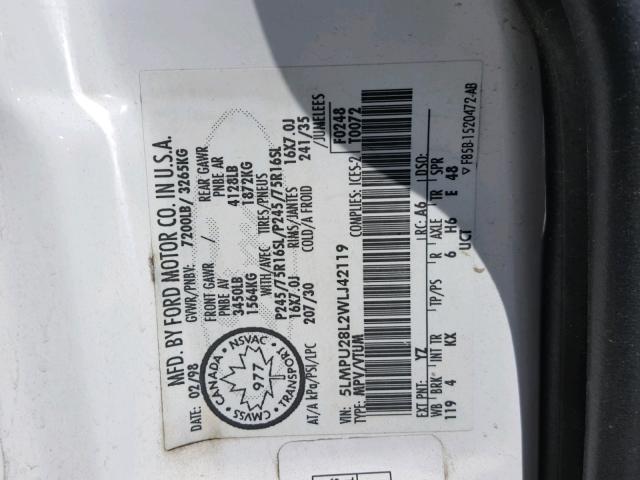 MFD. BY FORD MOTOR CO. IN U.S.A.
DATE: 02/98
GVWR/PNBV: 7200LB/ 3265KG
FRONT GAWR REAR GAWR
PNBE AV PNBE AR
3450LB 4128LB
1564KG 1872KG
WITH/AVEC TIRES/PNEUS
P245/75R16SL/P245/75R16SL
RIMS/JANTES
16X7.0J 16X7.0J
AT/A kPa/PSI/LPC COLD/A FROID
207/30 241/35
/JUMELEES
CANADA NSVAC TRANSPORT CMVSS
977
5LMPU28L2WLJ42119
TYPE: MPV/VTUM
COMPLIES: ICES-2
F0248
T0072
EXT PNT: YZ RC: A6 DSO:
WB BRK INT TR TP/PS R AXLE TR SPR
119 4 KX 6 H6 E 48
UCT
F85B-1520472-AB